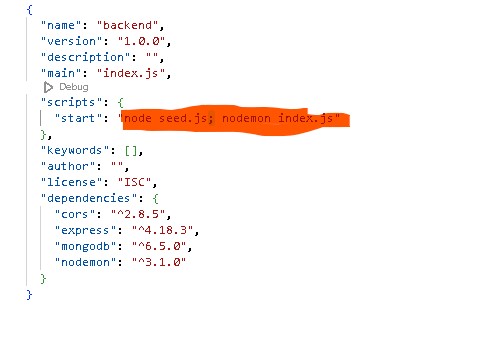 {
"name": "backend",
"version": "1.0.0",
"description": "",
"main": "index.js",
Debug
"scripts": {
"start": "node seed.js; nodemon index.js"
},
"keywords": [],
"author": "",
"license": "ISC",
"dependencies": {
"cors": "^2.8.5",
"express": "^4.18.3",
"mongodb": "^6.5.0",
"nodemon": "^3.1.0"
}
}